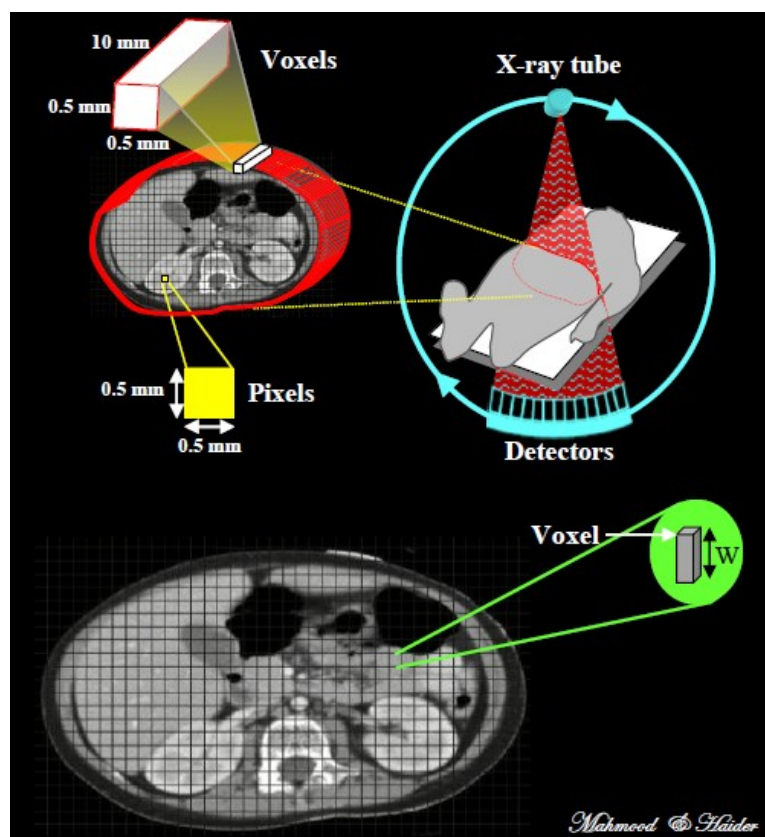 10 mm
Voxels
0.5 mm
0.5 mm
X-ray tube
0.5 mm
Pixels
0.5 mm
Detectors
Voxel
W
Mahmood & Haider